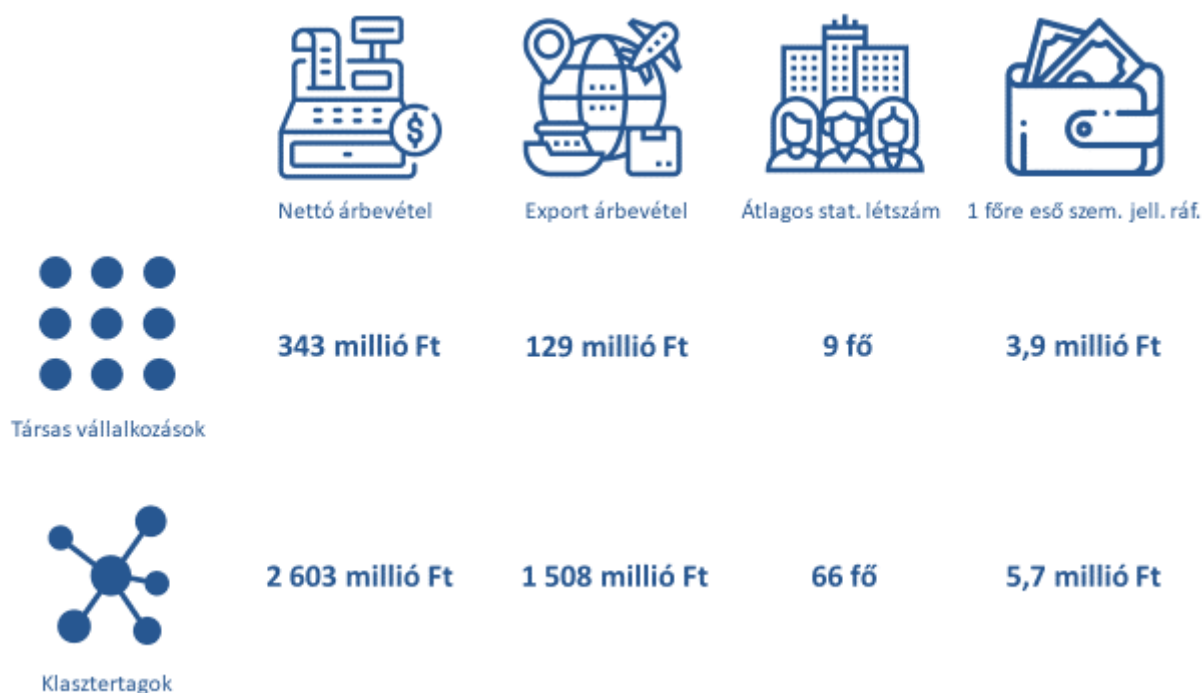 Nettó árbevétel
Export árbevétel
Átlagos stat. létszám
1 főre eső szem. jell. ráf.
343 millió Ft
129 millió Ft
9 fő
3,9 millió Ft
Társas vállalkozások
2 603 millió Ft
1 508 millió Ft
66 fő
5,7 millió Ft
Klasztertagok